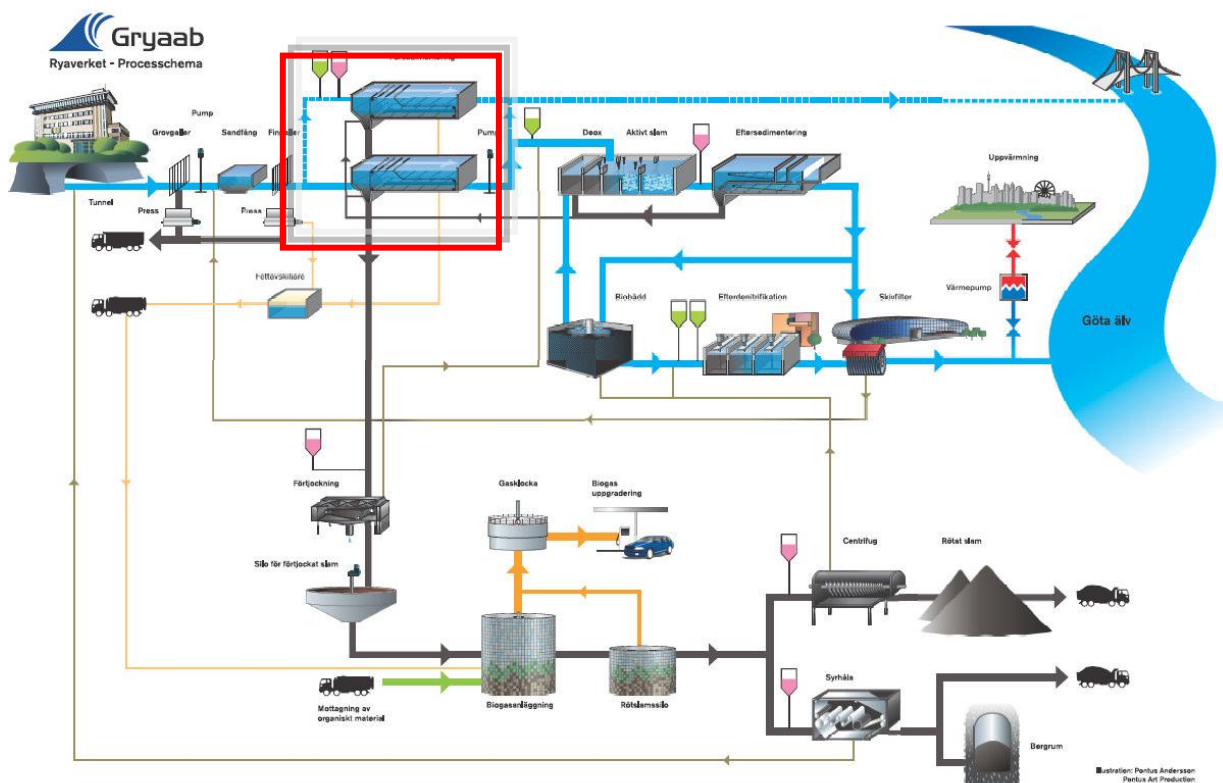 Gryaab
Ryaverket - Processchema
Pump
Grovgaller
Sandfång
Pump
Deox
Aktivt slam
Eftersedimentering
Uppvärmning
Tunnel
Press
Press
Värmepump
Göta älv
Biobädd
Efterdenitrifikation
Skivfilter
Förtjockning
Gasklocka
Biogas
uppgradering
Silo för förtjockat slam
Centrifug
Rötat slam
Mottagning av
organiskt material
Biogasanläggning
Rötslamssilo
Syrhåla
Bergrum
Illustration: Pontus Andersson
Pontus Art Production